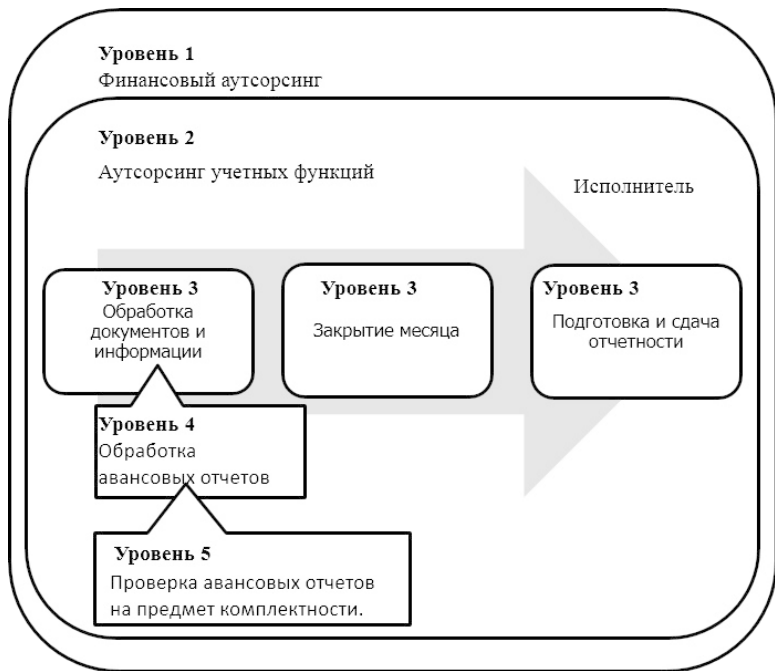 Уровень 1
Финансовый аутсорсинг
Уровень 2
Аутсорсинг учетных функций
Исполнитель
Уровень 3
Обработка
документов и
информации
Уровень 3
Закрытие месяца
Уровень 3
Подготовка и сдача
отчетности
Уровень 4
Обработка
авансовых отчетов
Уровень 5
Проверка авансовых отчетов
на предмет комплектности.